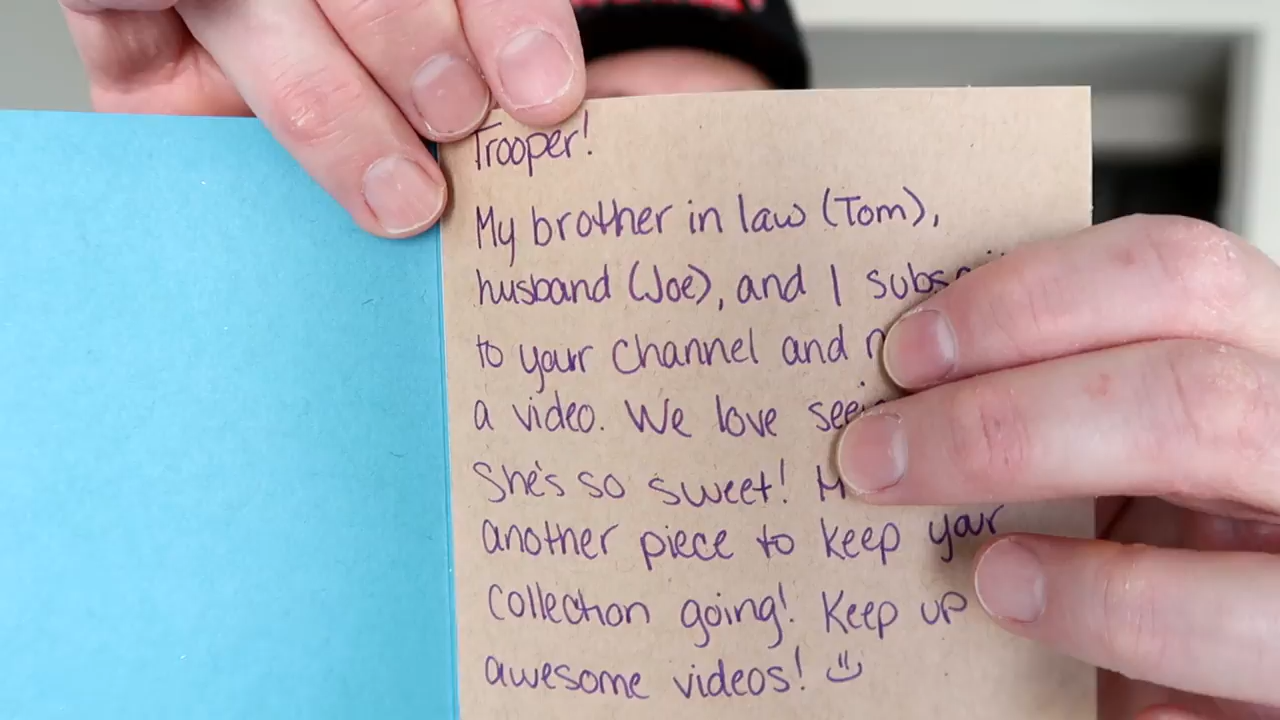 Trooper!
My brother in law (Tom),
husband (Joe), and I
to your channel and
a video. We love
She's so sweet!
another piece to keep your
collection going! Keep up
awesome videos!